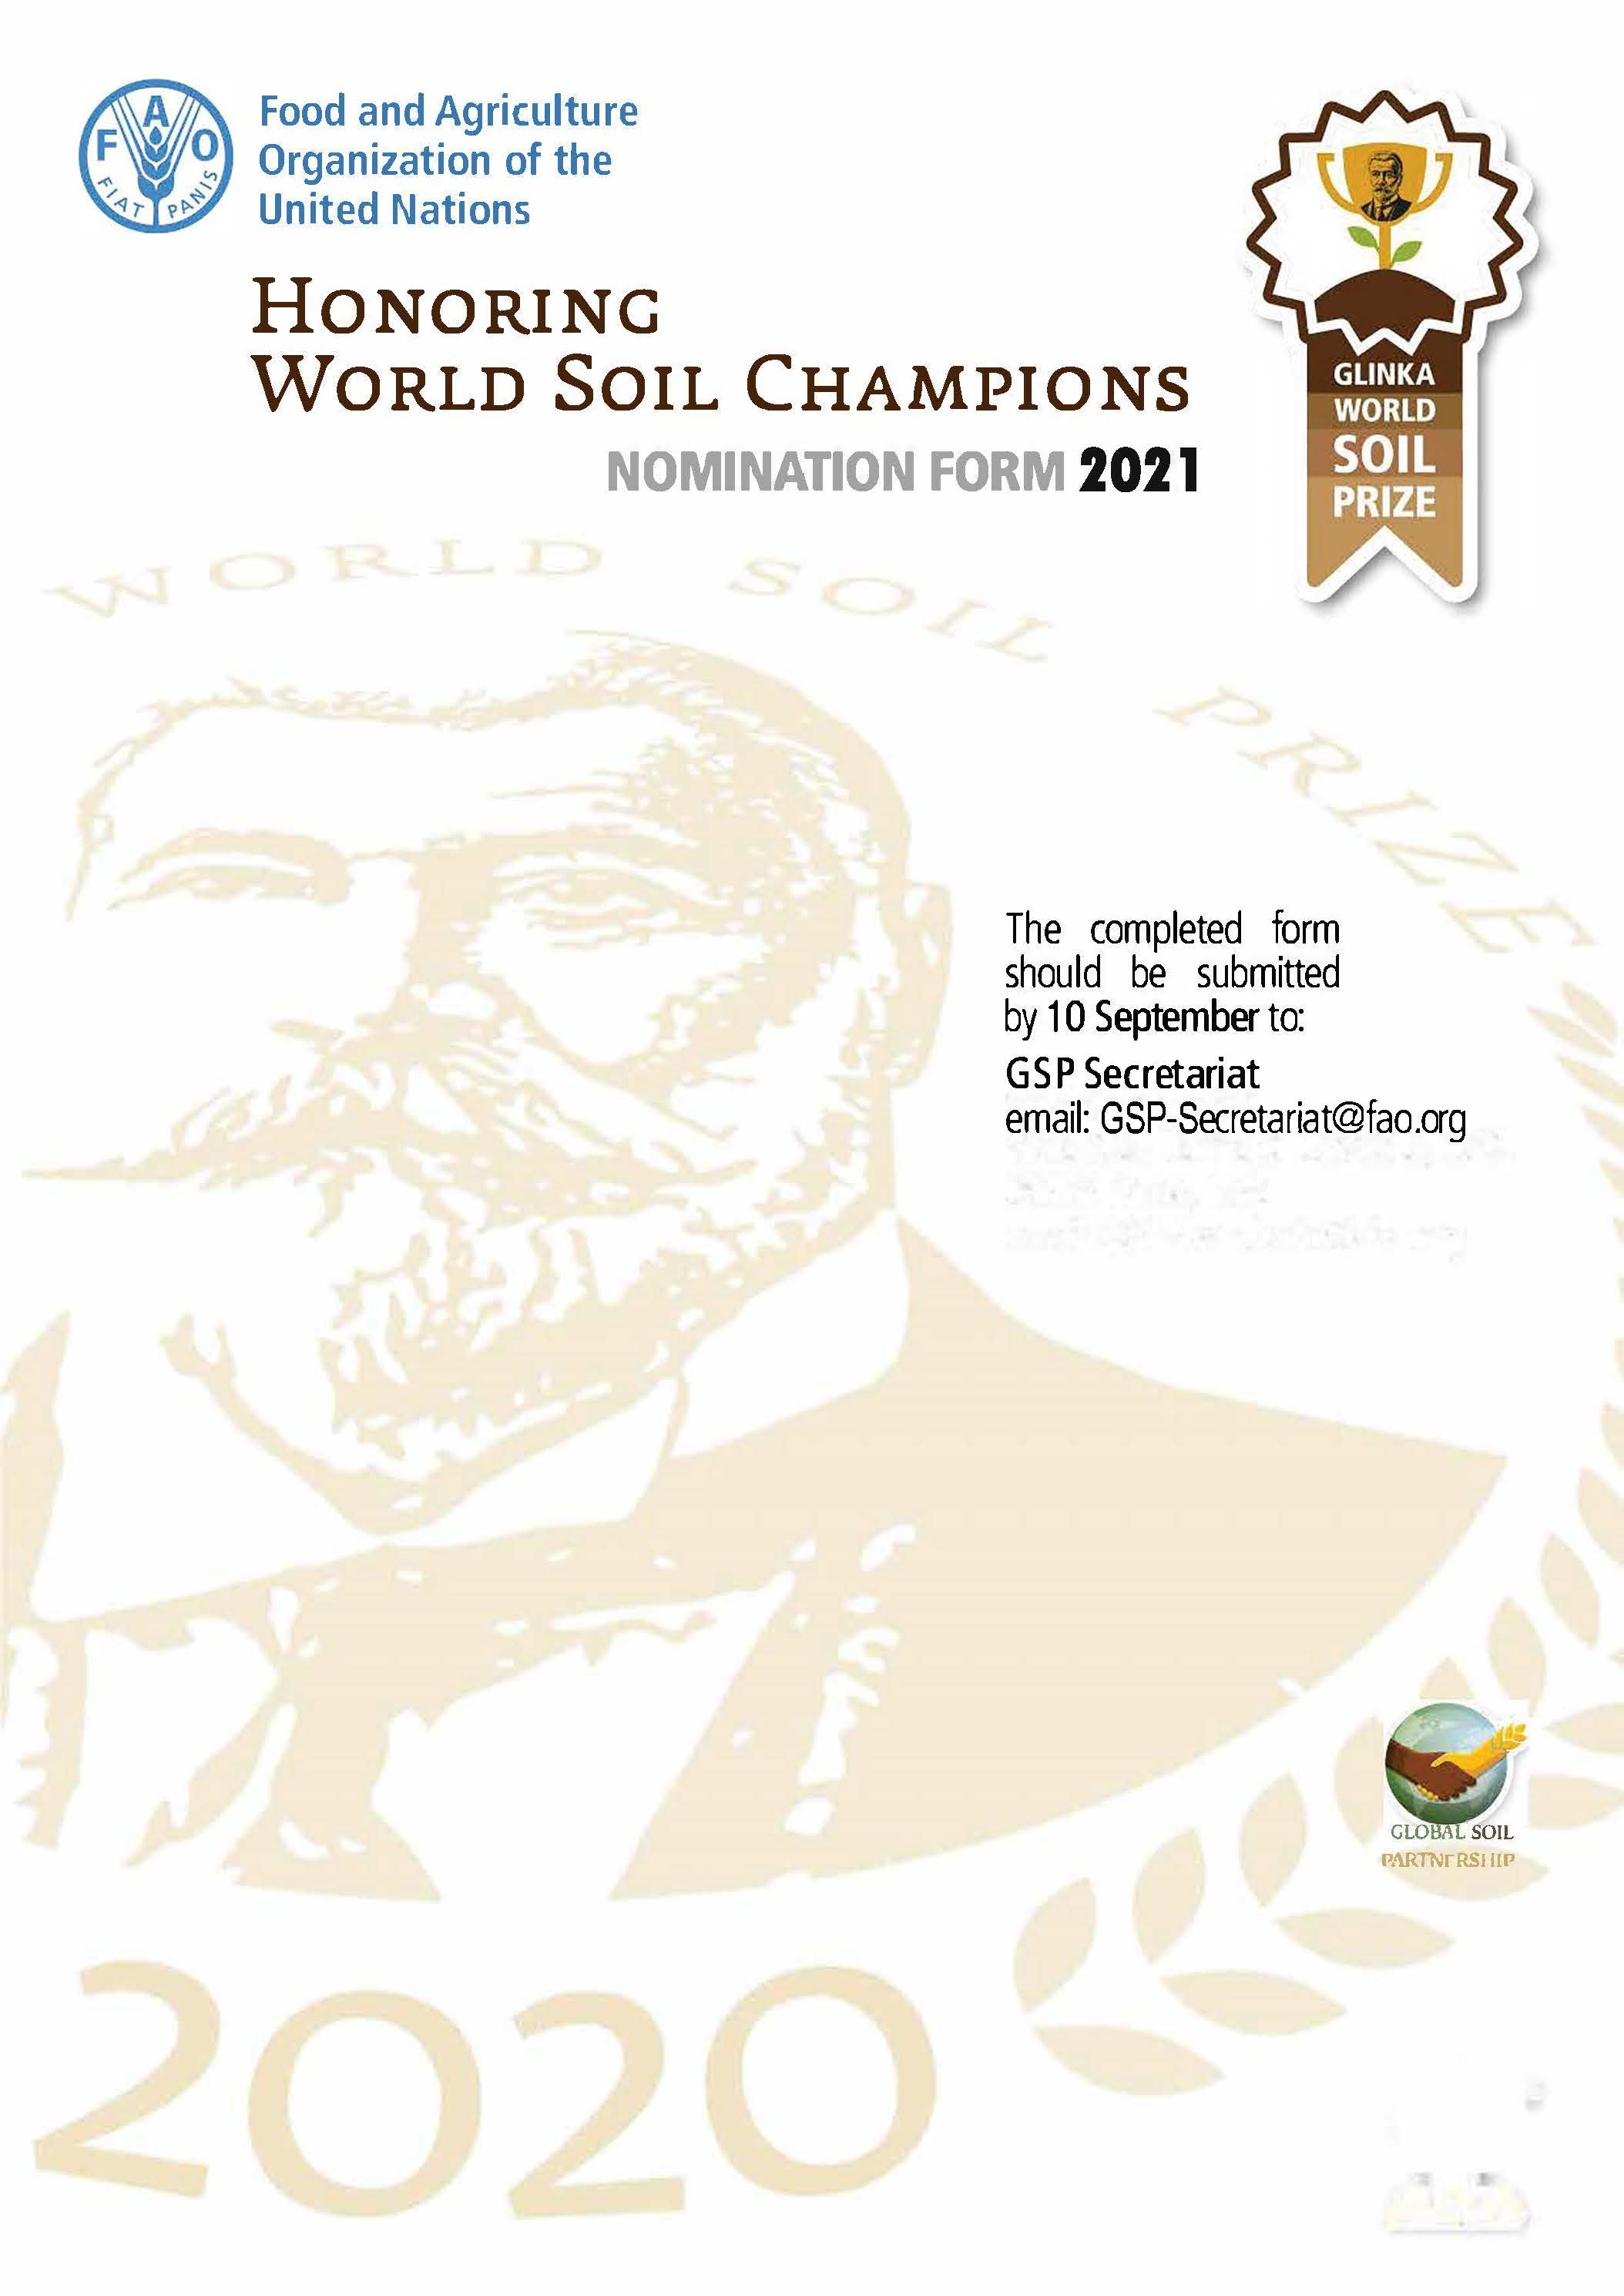 FAO
FIAT PANIS
Food and Agriculture
Organization of the
United Nations
HONORING
WORLD SOIL CHAMPIONS
NOMINATION FORM 2021
GLINKA
WORLD
SOIL
PRIZE
WORLD SOIL PRIZE
The completed form
should be submitted
by 10 September to:
GSP Secretariat
email: GSP-Secretariat@fao.org
GLOBAL SOIL
PARTNERSHIP
2020